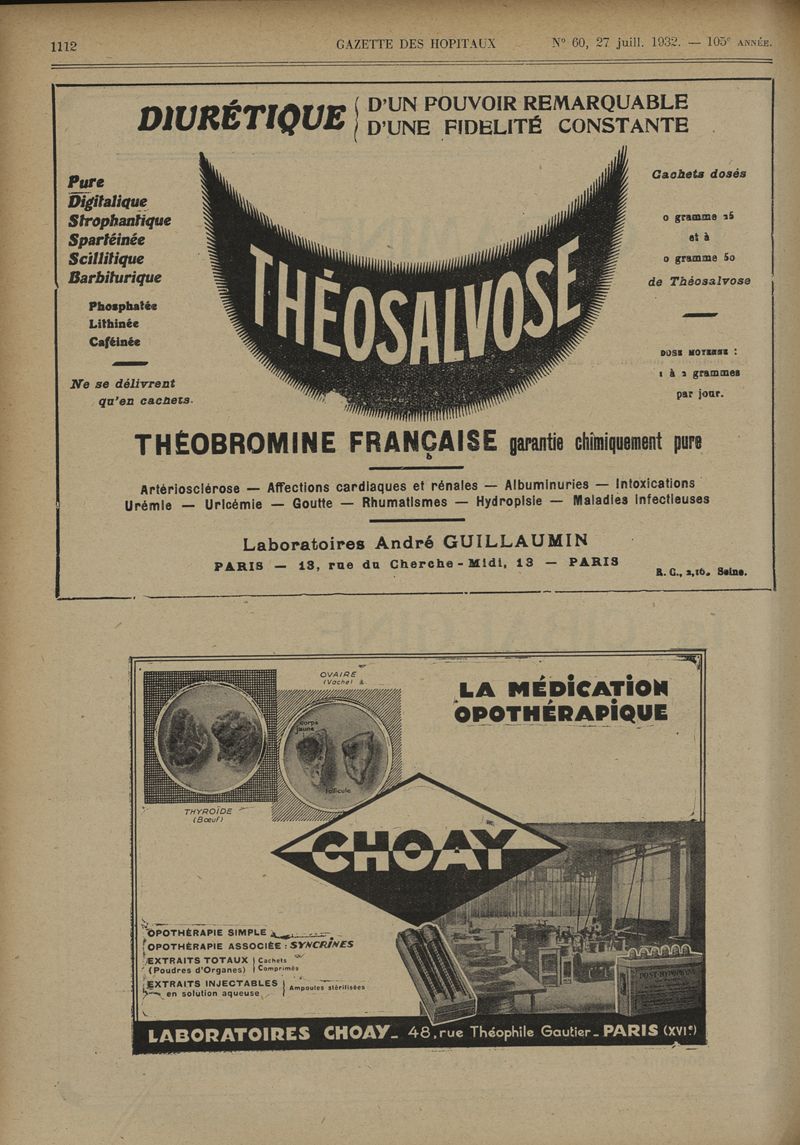 1112
GAZETTE DES HOPITAUX
N° 60, 27 juill. 1932. — 105e ANNÉE.
DIURÉTIQUE
D'UN POUVOIR REMARQUABLE
D'UNE FIDELITÉ CONSTANTE
Pure
Digitalique
Strophantique
Spartéinée
Scillitique
Barbiturique
Phosphatée
Lithinée
Caféinée
Ne se délivrent
qu'en cachets.
THÉOSALVOSE
Cachets dosés
0 gramme 25
et à
0 gramme 50
de Théosalvose
DOSE MOYENNE :
1 à 2 grammes
par jour.
THÉOBROMINE FRANÇAISE garantie chimiquement pure
Artériosclérose — Affections cardiaques et rénales — Albuminuries — Intoxications
Urémie — Uricémie — Goutte — Rhumatismes — Hydropisie — Maladies Infectieuses
Laboratoires André GUILLAUMIN
PARIS — 13, rue du Cherche-Midi, 13 — PARIS
R. C., 2,160 Seine.
OVAIRE
(Vache)
corps
jaune
follicule
THYROÏDE
(Bœuf)
LA MÉDICATION
OPOTHÉRAPIQUE
CHOAY
OPOTHÉRAPIE SIMPLE
OPOTHÉRAPIE ASSOCIÉE : SYNCRINES
EXTRAITS TOTAUX
(Poudres d'Organes)
Cachets
Comprimés
EXTRAITS INJECTABLES
en solution aqueuse
Ampoules stérilisées
LABORATOIRES CHOAY_ 48, rue Théophile Gautier_ PARIS (XVIe)